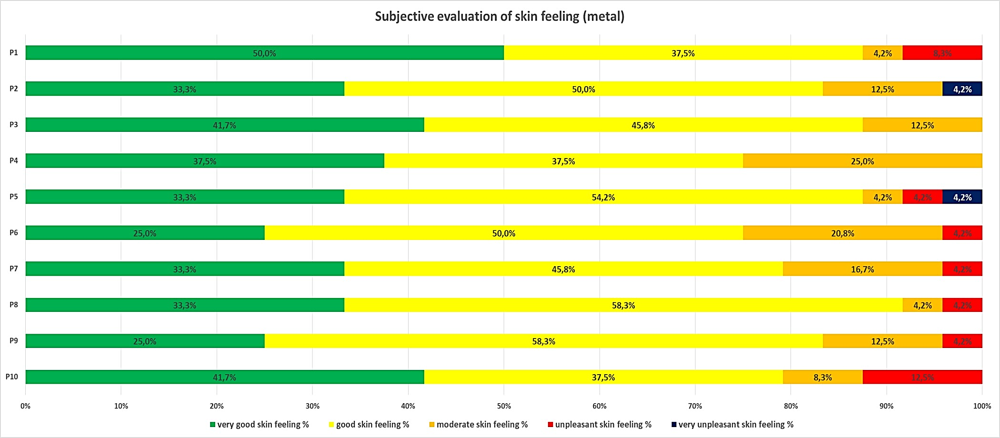 Subjective evaluation of skin feeling (metal)
P1 50,0% 37,5% 4,2% 8,3%
P2 33,3% 50,0% 12,5% 4,2%
P3 41,7% 45,8% 12,5%
P4 37,5% 37,5% 25,0%
P5 33,3% 54,2% 4,2% 4,2% 4,2%
P6 25,0% 50,0% 20,8% 4,2%
P7 33,3% 45,8% 16,7% 4,2%
P8 33,3% 58,3% 4,2% 4,2%
P9 25,0% 58,3% 12,5% 4,2%
P10 41,7% 37,5% 8,3% 12,5%
0% 10% 20% 30% 40% 50% 60% 70% 80% 90% 100%
very good skin feeling % good skin feeling % moderate skin feeling % unpleasant skin feeling % very unpleasant skin feeling %